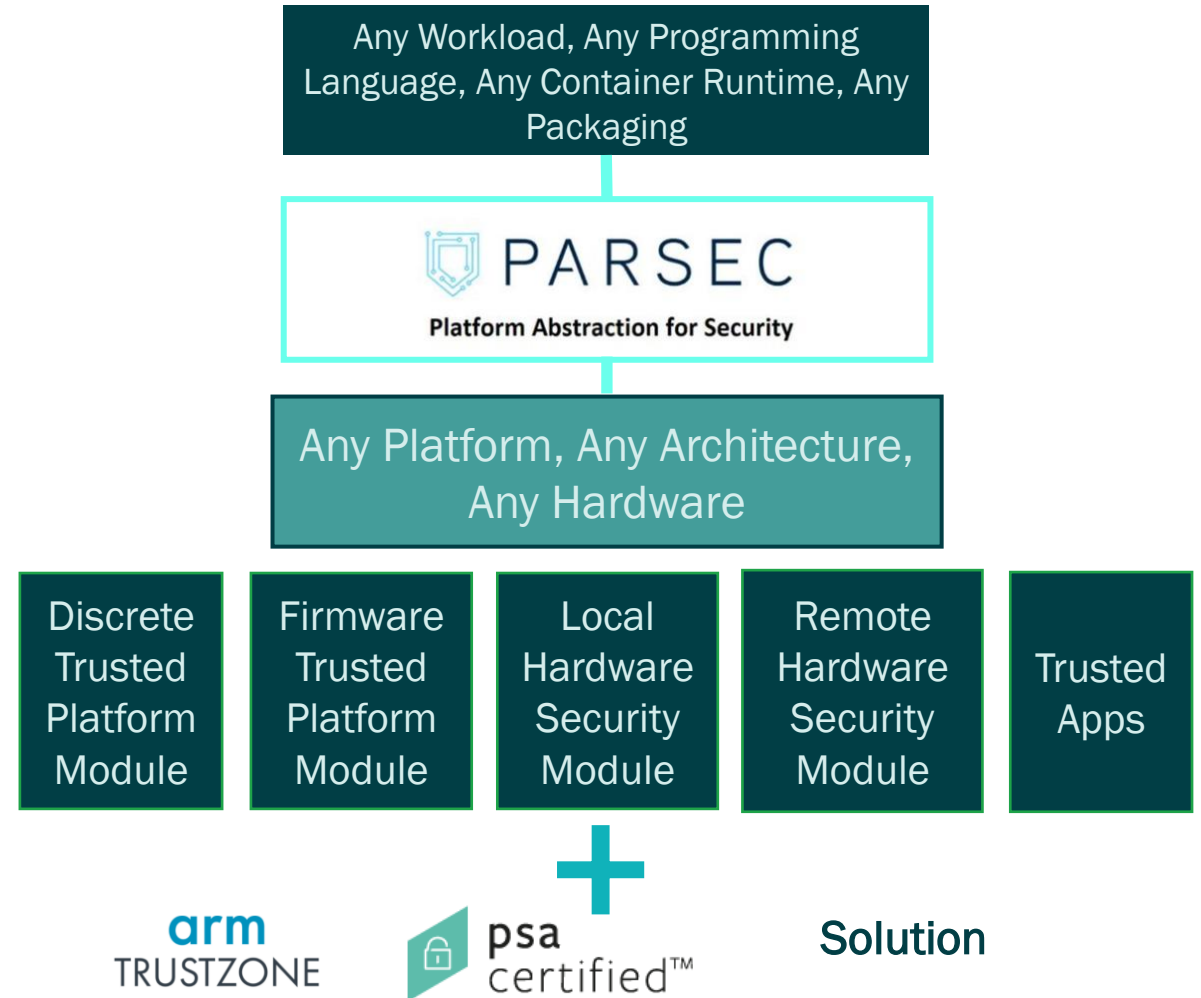 Any Workload, Any Programming
Language, Any Container Runtime, Any
Packaging
PARSEC
Platform Abstraction for Security
Any Platform, Any Architecture,
Any Hardware
Discrete
Trusted
Platform
Module
Firmware
Trusted
Platform
Module
Local
Hardware
Security
Module
Remote
Hardware
Security
Module
Trusted
Apps
arm
TRUSTZONE
psa
certified™
Solution